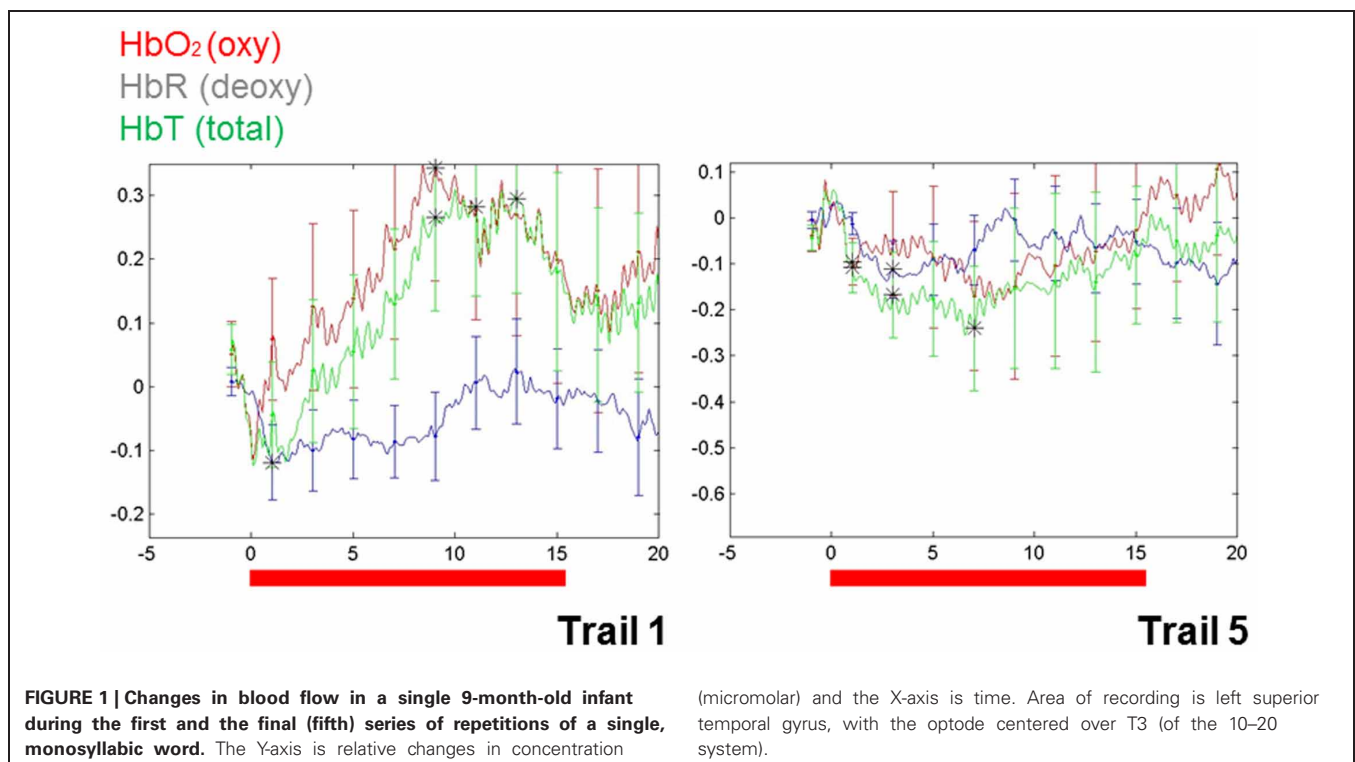 HbO2 (oxy)
HbR (deoxy)
HbT (total)
0.3
0.2
0.1
0
-0.1
-0.2
-5 0 5 10 15 20
Trail 1
0.1
0
-0.1
-0.2
-0.3
-0.4
-0.5
-0.6
-5 0 5 10 15 20
Trail 5
FIGURE 1 | Changes in blood flow in a single 9-month-old infant
during the first and the final (fifth) series of repetitions of a single,
monosyllabic word. The Y-axis is relative changes in concentration
(micromolar) and the X-axis is time. Area of recording is left superior
temporal gyrus, with the optode centered over T3 (of the 10–20
system).